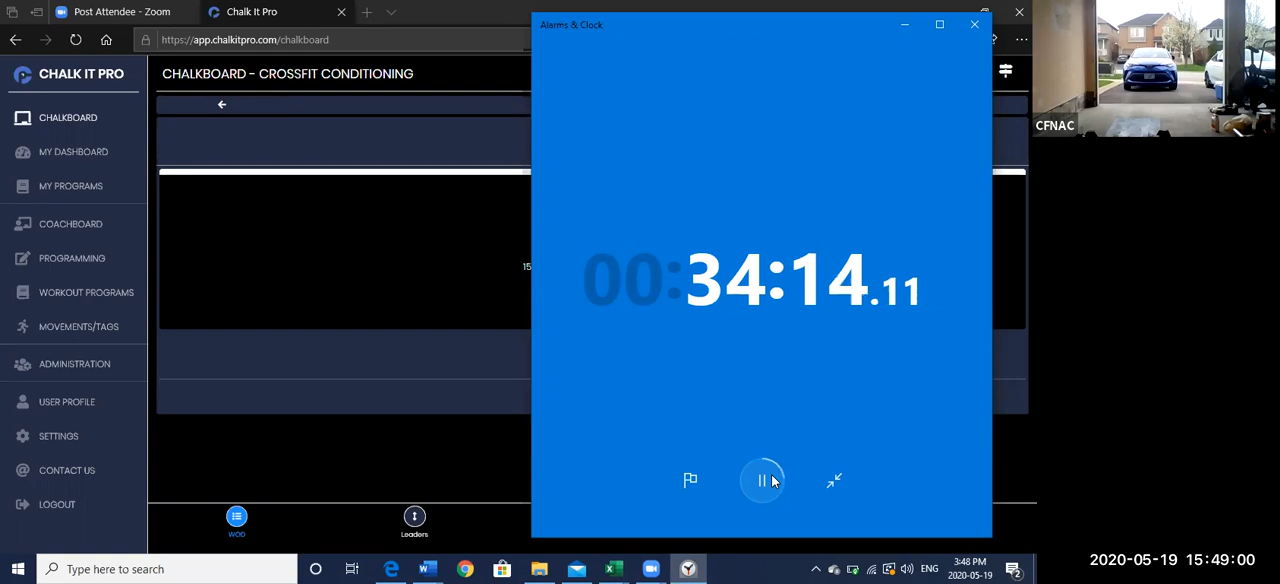 Post Attendee - Zoom
Chalk It Pro
Alarms & Clock
https://app.chalkitpro.com/chalkboard
CHALK IT PRO
CHALKBOARD - CROSSFIT CONDITIONING
CHALKBOARD
MY DASHBOARD
MY PROGRAMS
COACHBOARD
PROGRAMMING
WORKOUT PROGRAMS
MOVEMENTS/TAGS
ADMINISTRATION
USER PROFILE
SETTINGS
CONTACT US
LOGOUT
15
00:34:14.11
WOD
Leaders
CFNAC
Type here to search
ENG
3:48 PM
2020-05-19
2
2020-05-19 15:49:00